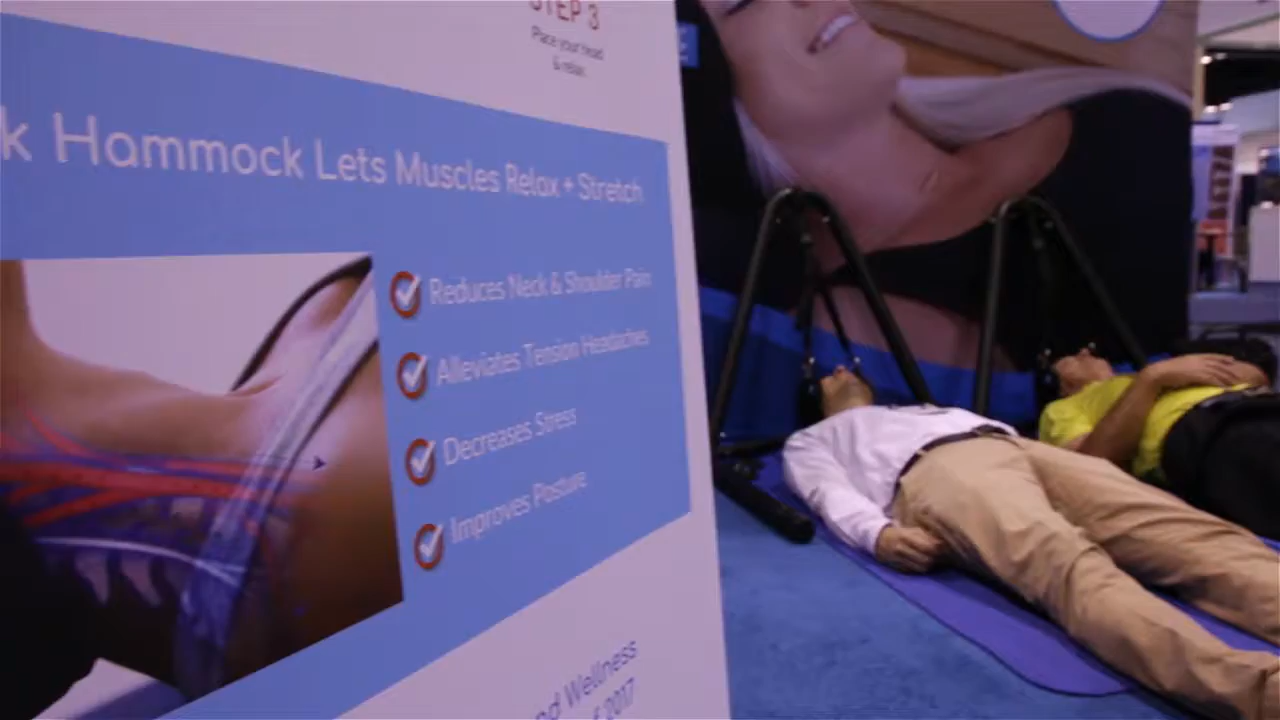 STEP 3
Place your head
& relax
k Hammock Lets Muscles Relax + Stretch
Reduces Neck & Shoulder Pain
Alleviates Tension Headaches
Decreases Stress
Improves Posture
nd Wellness
f 2017